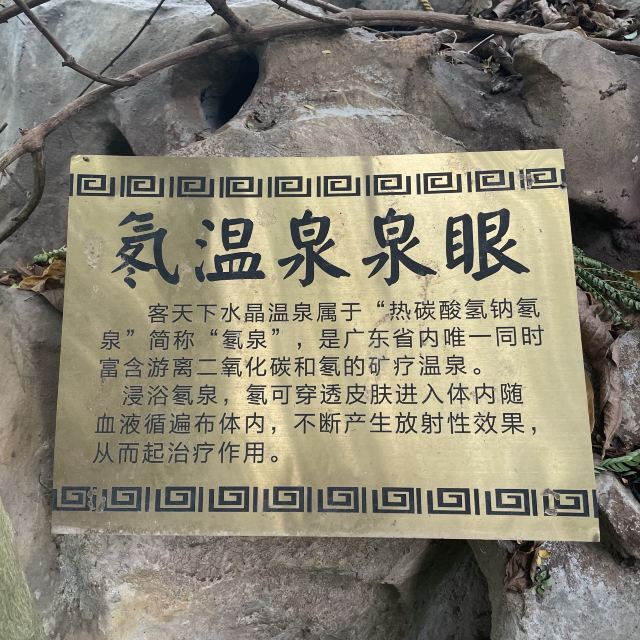 氡温泉泉眼
客天下水晶温泉属于“热碳酸氢钠氡
泉”简称“氡泉”，是广东省内唯一同时
富含游离二氧化碳和氡的矿疗温泉。
浸浴氡泉，氡可穿透皮肤进入体内随
血液循遍布体内，不断产生放射性效果，
从而起治疗作用。